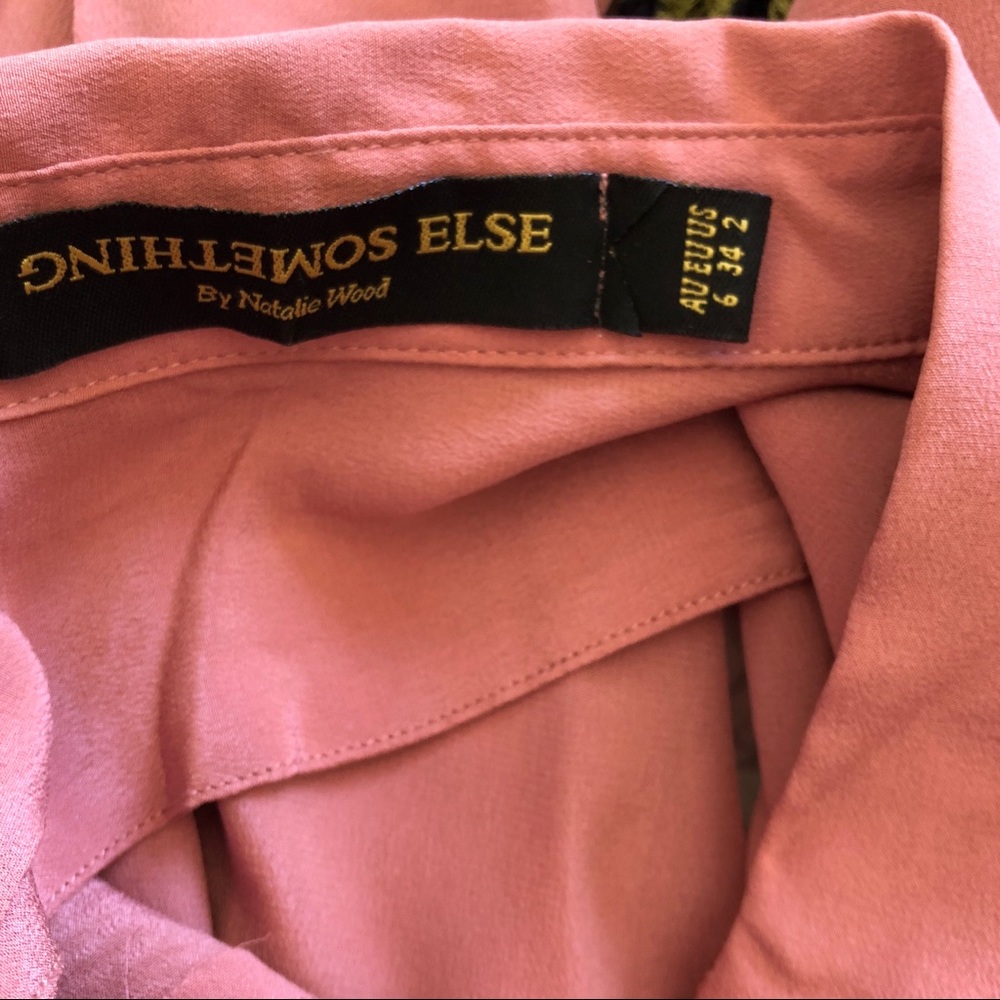 SOMETHING ELSE
By Natalie Wood
AU EU US
6 34 2